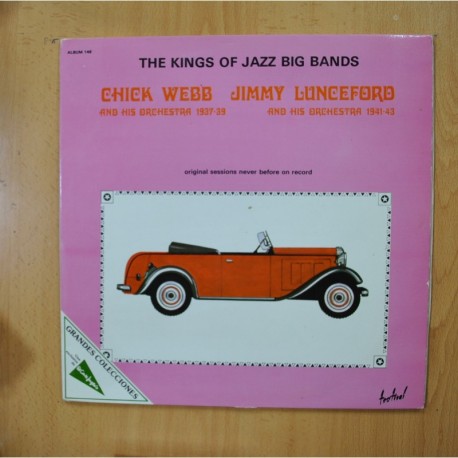 ALBUM 146
THE KINGS OF JAZZ BIG BANDS
CHICK WEBB JIMMY LUNCEFORD
AND HIS ORCHESTRA 1937-39 AND HIS ORCHESTRA 1941-43
original sessions never before on record
GRANDES COLECCIONES
festival